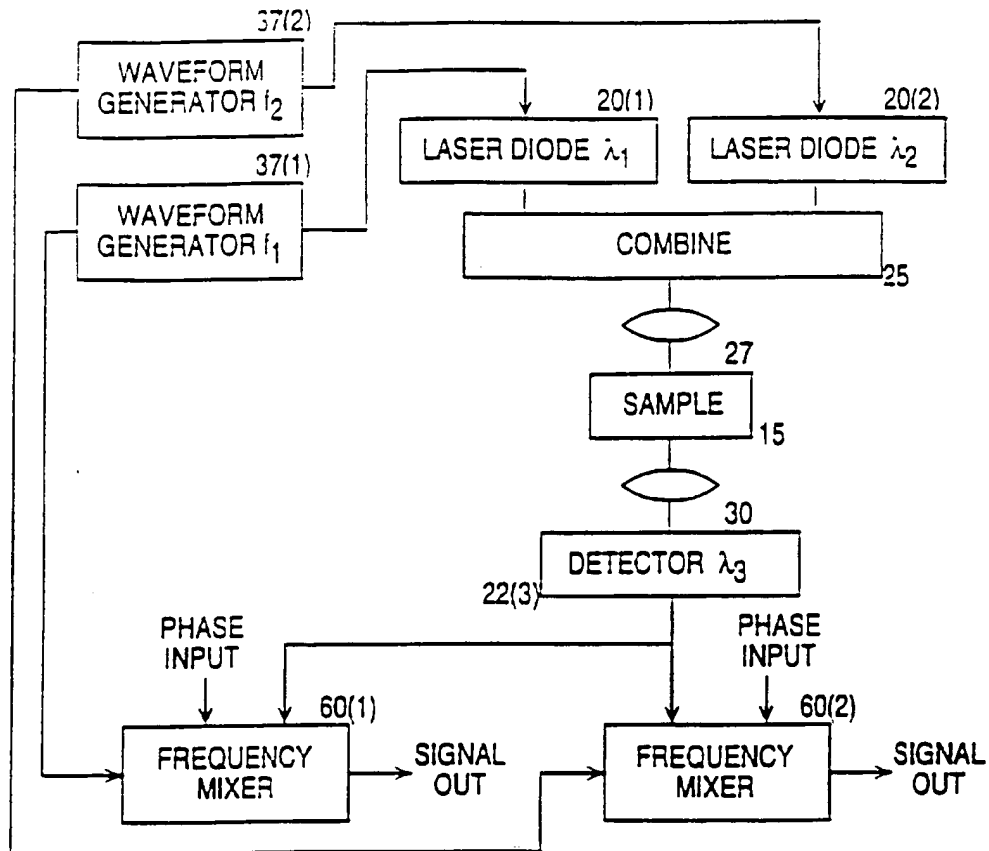 37(2)
WAVEFORM
GENERATOR f2
37(1)
WAVEFORM
GENERATOR f1
20(1)
LASER DIODE λ1
20(2)
LASER DIODE λ2
COMBINE
25
27
SAMPLE
15
30
DETECTOR λ3
22(3)
PHASE
INPUT
PHASE
INPUT
60(1)
FREQUENCY
MIXER
SIGNAL
OUT
60(2)
FREQUENCY
MIXER
SIGNAL
OUT